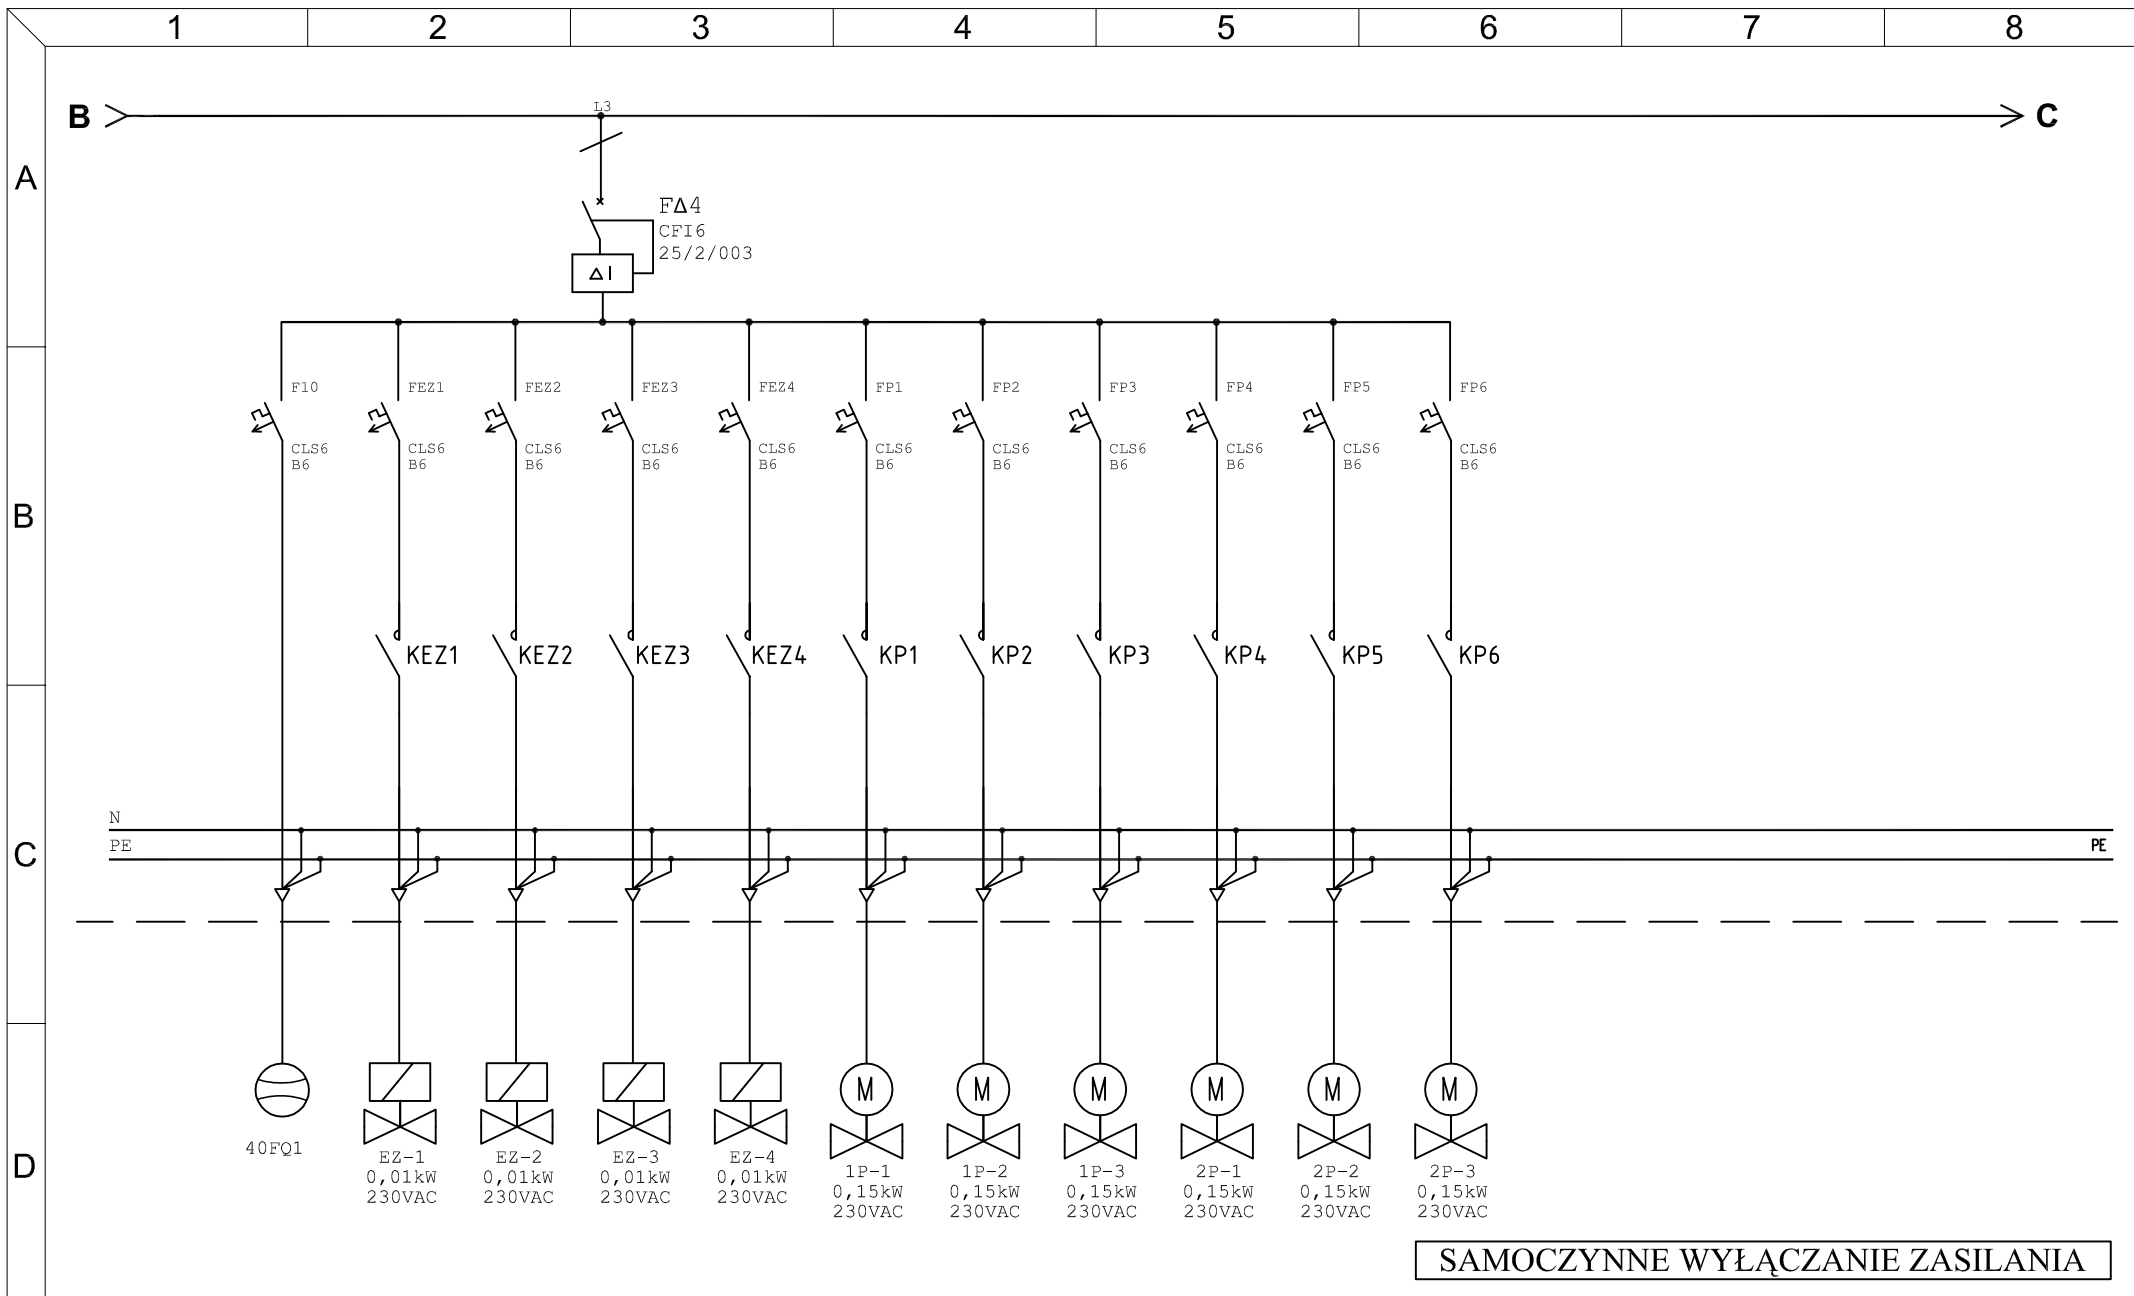 1 2 3 4 5 6 7 8
B L3 C
A
FΔ4
CFI6
25/2/003
Δ I
F10 FEZ1 FEZ2 FEZ3 FEZ4 FP1 FP2 FP3 FP4 FP5 FP6
CLS6 CLS6 CLS6 CLS6 CLS6 CLS6 CLS6 CLS6 CLS6 CLS6 CLS6
B6 B6 B6 B6 B6 B6 B6 B6 B6 B6 B6
B
KEZ1 KEZ2 KEZ3 KEZ4 KP1 KP2 KP3 KP4 KP5 KP6
N
PE PE
C
M M M M M M
40FQ1
EZ-1 EZ-2 EZ-3 EZ-4
0,01kW 0,01kW 0,01kW 0,01kW
230VAC 230VAC 230VAC 230VAC
1P-1 1P-2 1P-3 2P-1 2P-2 2P-3
0,15kW 0,15kW 0,15kW 0,15kW 0,15kW 0,15kW
230VAC 230VAC 230VAC 230VAC 230VAC 230VAC
D
SAMOCZYNNE WYŁĄCZANIE ZASILANIA